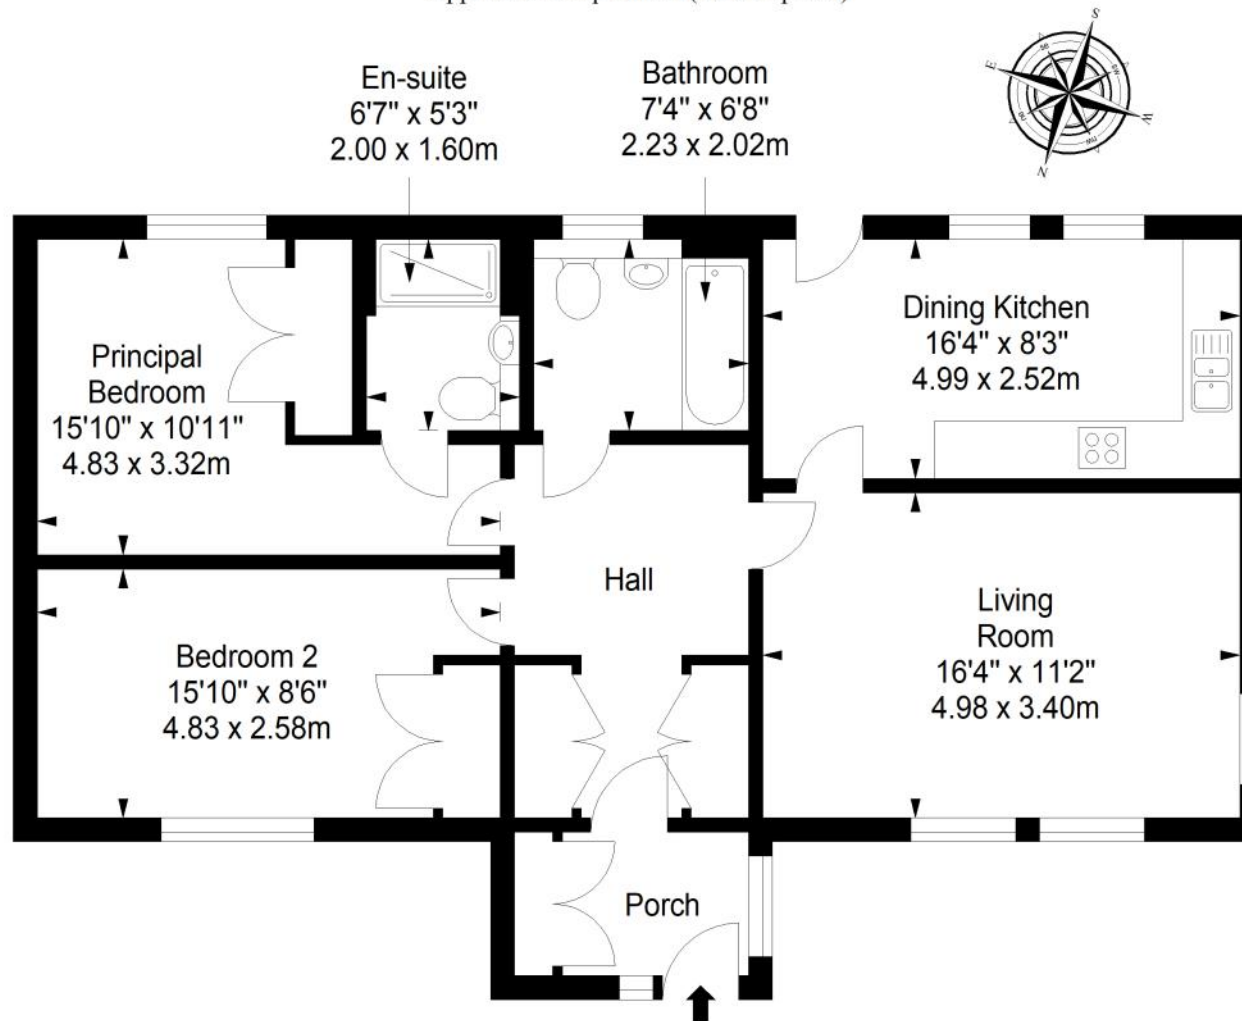 En-suite
6'7" x 5'3"
2.00 x 1.60m
Bathroom
7'4" x 6'8"
2.23 x 2.02m
S
E
W
N
SE
SW
NW
Principal
Bedroom
15'10" x 10'11"
4.83 x 3.32m
Dining Kitchen
16'4" x 8'3"
4.99 x 2.52m
Hall
Bedroom 2
15'10" x 8'6"
4.83 x 2.58m
Living
Room
16'4" x 11'2"
4.98 x 3.40m
Porch